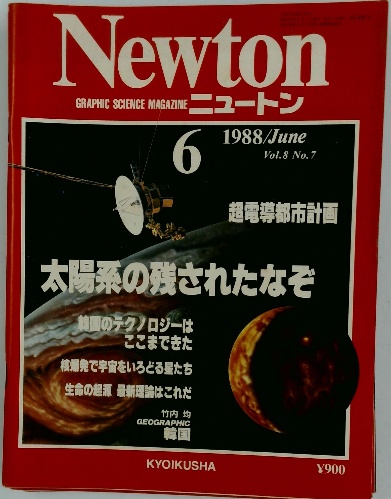 Newton
GRAPHIC SCIENCE MAGAZINE ニュートン
6
1988/June
Vol.8 No.7
超電導都市計画
太陽系の残されたなぞ
韓国のテクノロジーは
ここまできた
核爆発で宇宙をいろどる星たち
生命の起源 最新理論はこれだ
竹内 均
GEOGRAPHIC
韓国
KYOIKUSHA
¥900